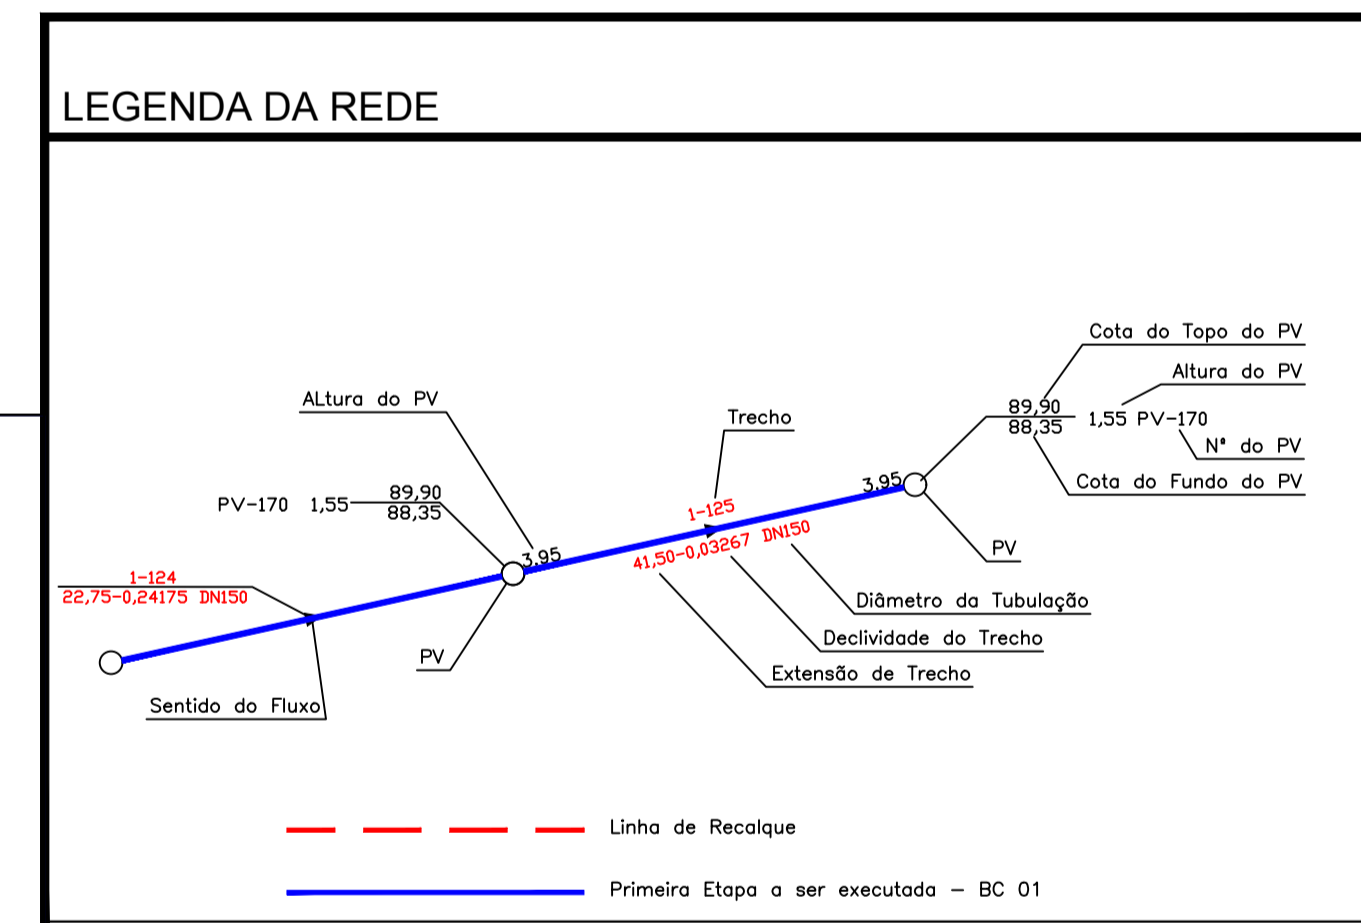 LEGENDA DA REDE
Cota do Topo do PV
Altura do PV
ALtura do PV
89,90
Trecho
1,55 PV-170
88,35
Nª do PV
3.95
Cota do Fundo do PV
89,90
PV-170 1,55
88,35
1-125
41,50-0,03267 DN150
PV
3.95
1-124
22,75-0,24175 DN150
Diâmetro da Tubulação
Declividade do Trecho
PV
Extensão de Trecho
Sentido do Fluxo
Linha de Recalque
Primeira Etapa a ser executada - BC 01